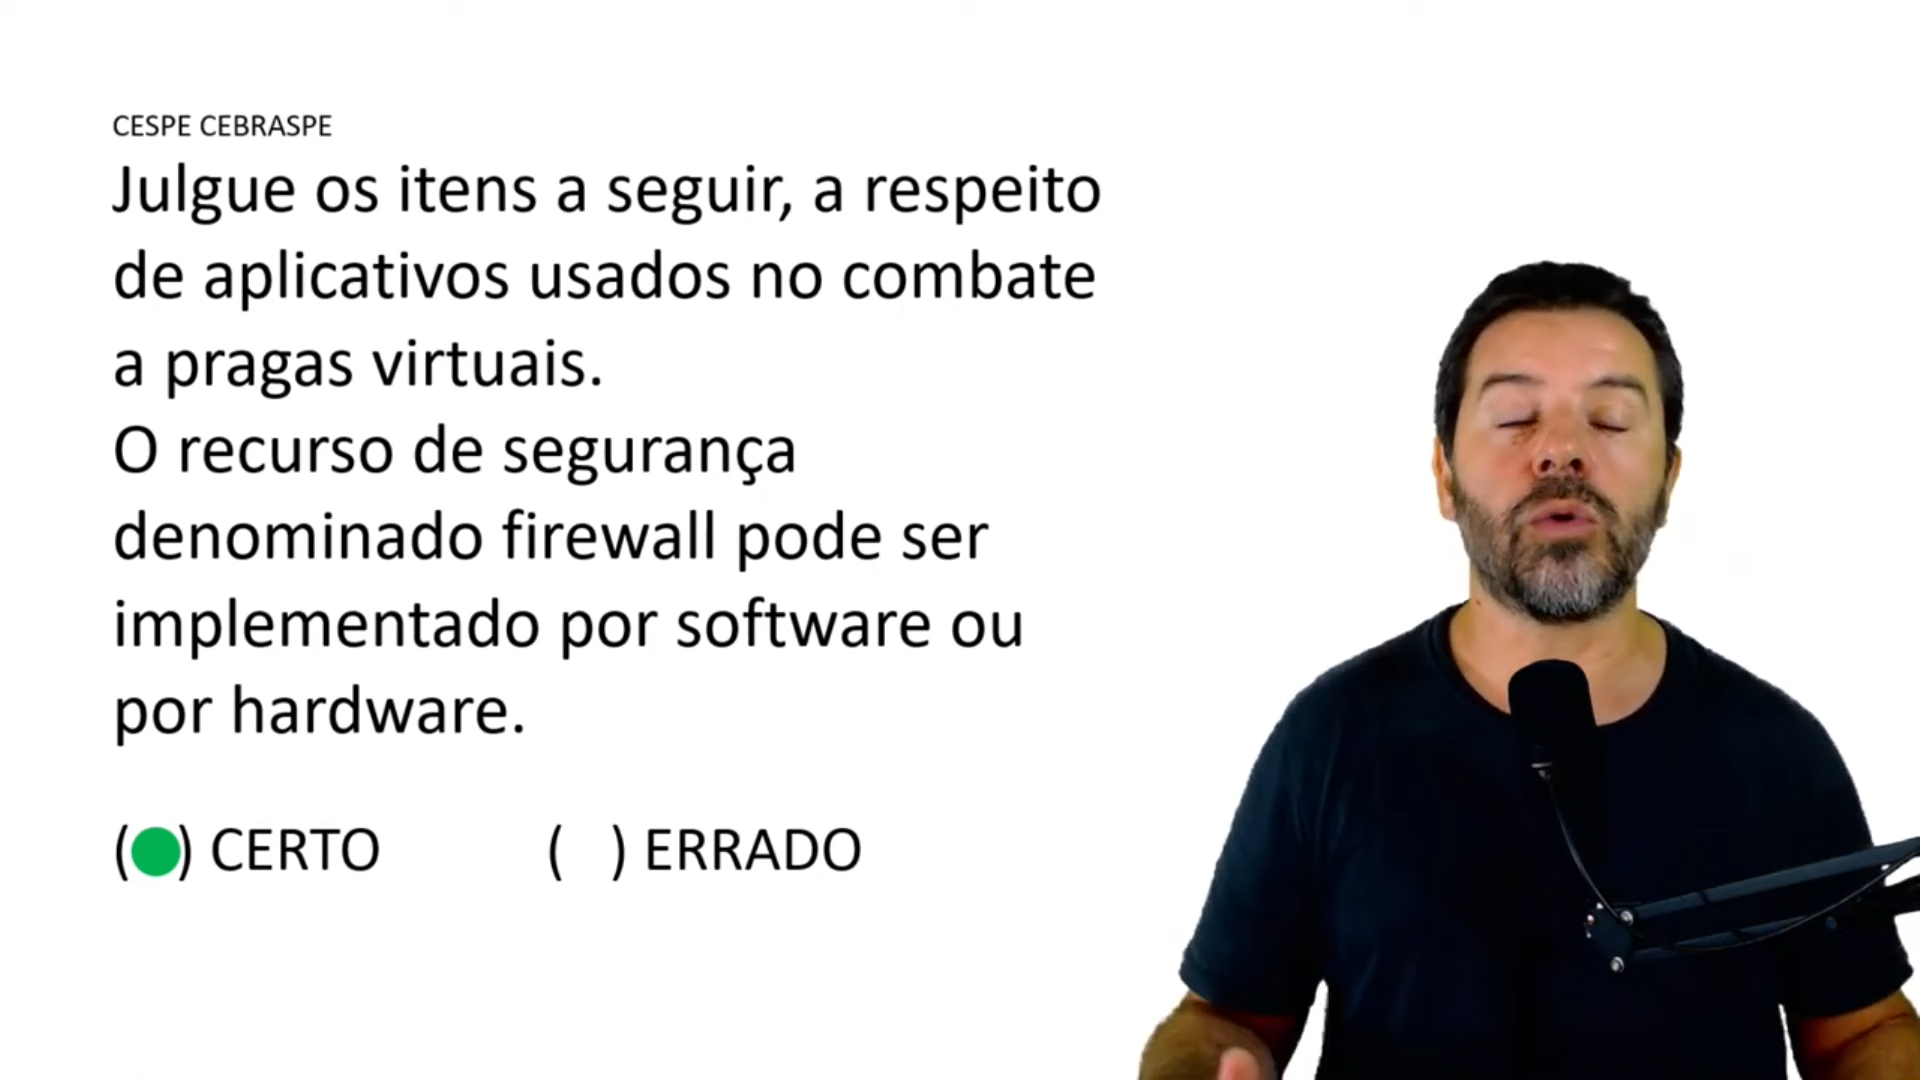 CESPE CEBRASPE
Julgue os itens a seguir, a respeito
de aplicativos usados no combate
a pragas virtuais.
O recurso de segurança
denominado firewall pode ser
implementado por software ou
por hardware.
( ) CERTO ( ) ERRADO